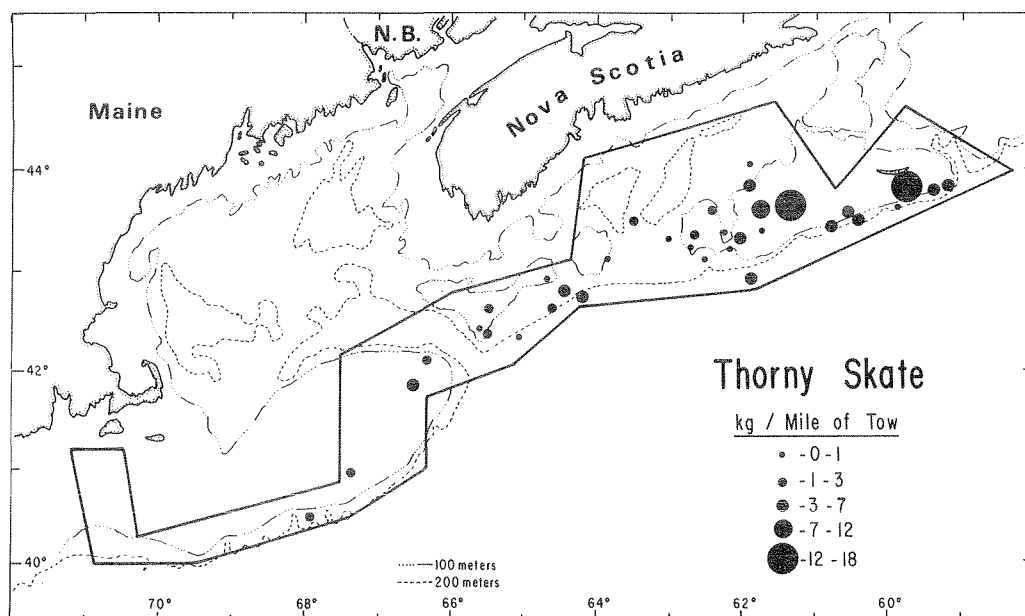 N.B.
Maine
Nova Scotia
44°
42°
40°
Thorny Skate
kg / Mile of Tow
-0-1
-1-3
-3-7
-7-12
-12-18
100 meters
200 meters
70° 68° 66° 64° 62° 60°